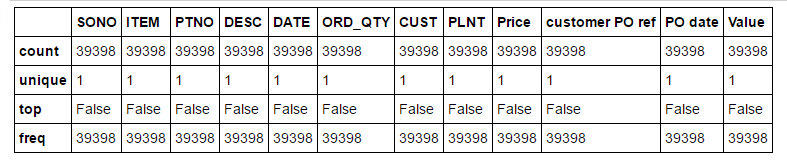 SONO ITEM PTNO DESC DATE ORD_QTY CUST PLNT Price customer PO ref PO date Value
count 39398 39398 39398 39398 39398 39398 39398 39398 39398 39398 39398 39398
unique 1 1 1 1 1 1 1 1 1 1 1 1
top False False False False False False False False False False False False
freq 39398 39398 39398 39398 39398 39398 39398 39398 39398 39398 39398 39398